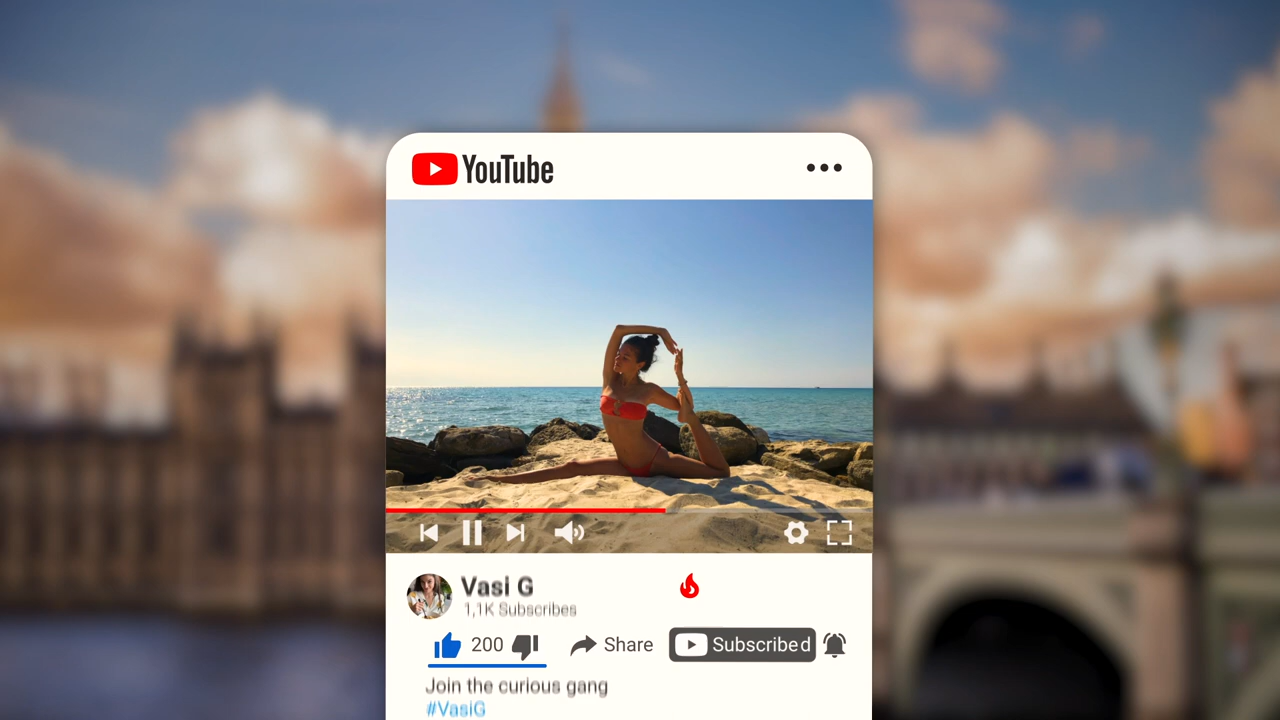 YouTube
Vasi G
1,1K Subscribes
200
Share
Subscribed
Join the curious gang
#VasiG